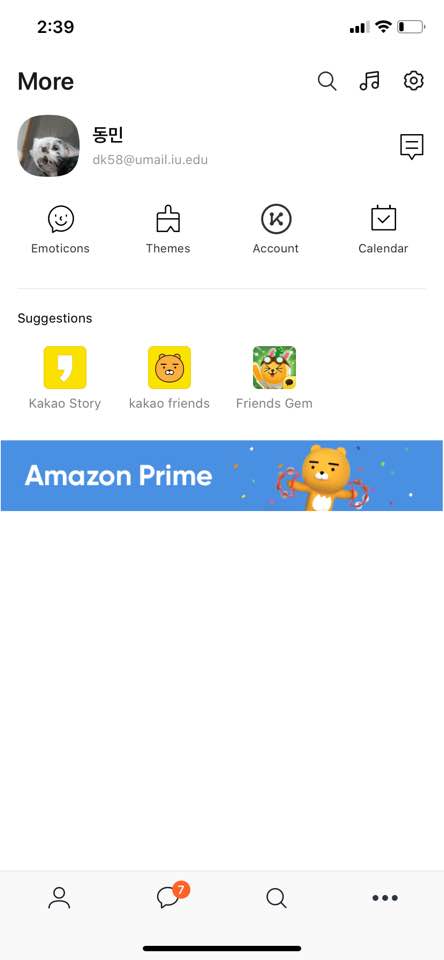 2:39
More
동민
dk58@umail.iu.edu
Emoticons Themes Account Calendar
Suggestions
Kakao Story kakao friends Friends Gem
Amazon Prime
7